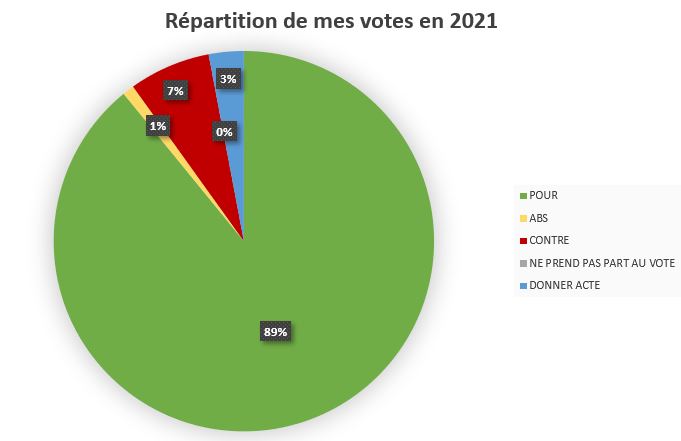 Répartition de mes votes en 2021
3%
7%
1%
0%
89%
POUR
ABS
CONTRE
NE PREND PAS PART AU VOTE
DONNER ACTE